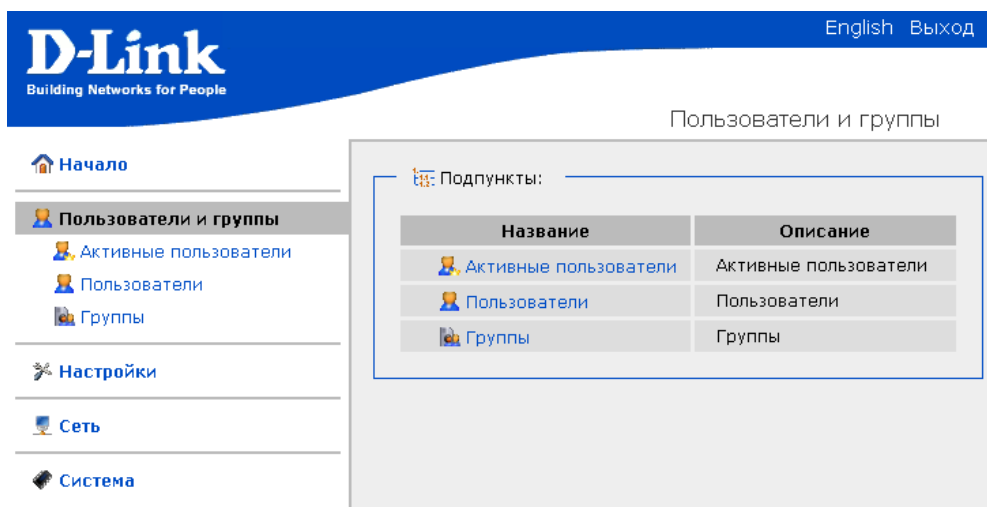 English Выход
D-Link
Building Networks for People
Пользователи и группы
Начало
Пользователи и группы
Активные пользователи
Пользователи
Группы
Настройки
Сеть
Система
Подпункты:
Название Описание
Активные пользователи Активные пользователи
Пользователи Пользователи
Группы Группы